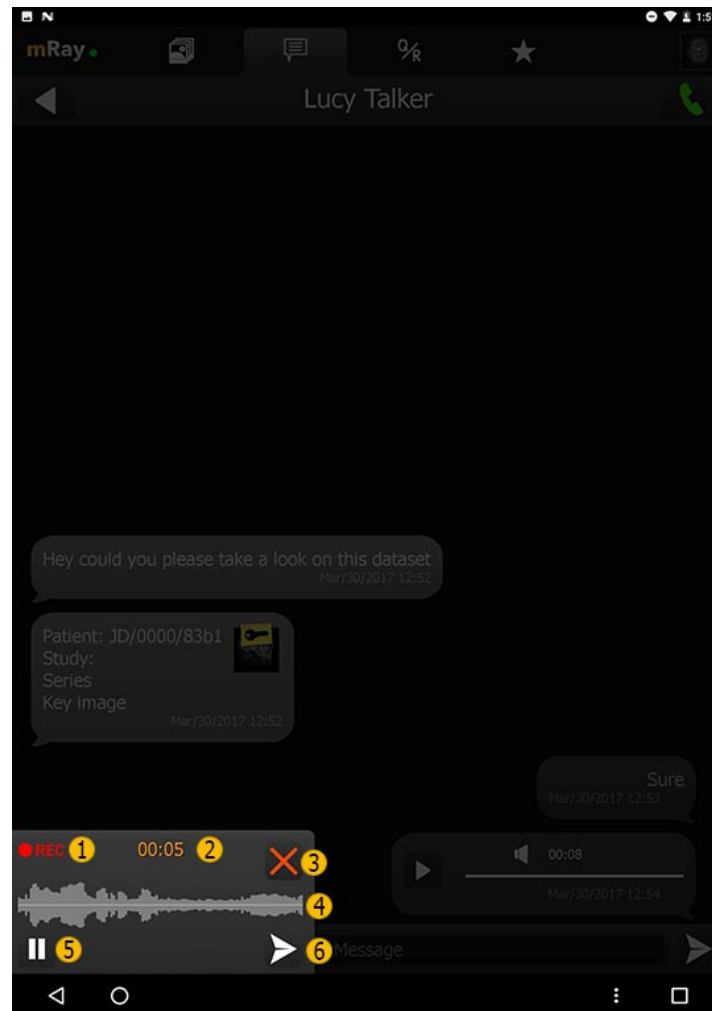 1:5
mRay
Q/R
Lucy Talker
Hey could you please take a look on this dataset
Mar/30/2017 12:52
Patient: JD/0000/83b1
Study:
Series
Key image
Mar/30/2017 12:52
Sure
Mar/30/2017 12:53
REC 1 00:05 2
3
00:08
4
Mar/30/2017 12:54
5 6 Message